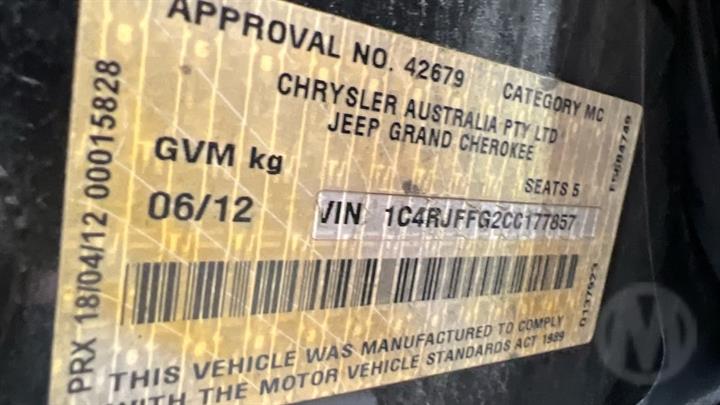 APPROVAL NO. 42679 CATEGORY MC
CHRYSLER AUSTRALIA PTY LTD
JEEP GRAND CHEROKEE
GVM kg
SEATS 5
06/12 VIN 1C4RJFFG2CC177857
THIS VEHICLE WAS MANUFACTURED TO COMPLY
WITH THE MOTOR VEHICLE STANDARDS ACT 1989
PRX 18/04/12 00015828
0137923
M